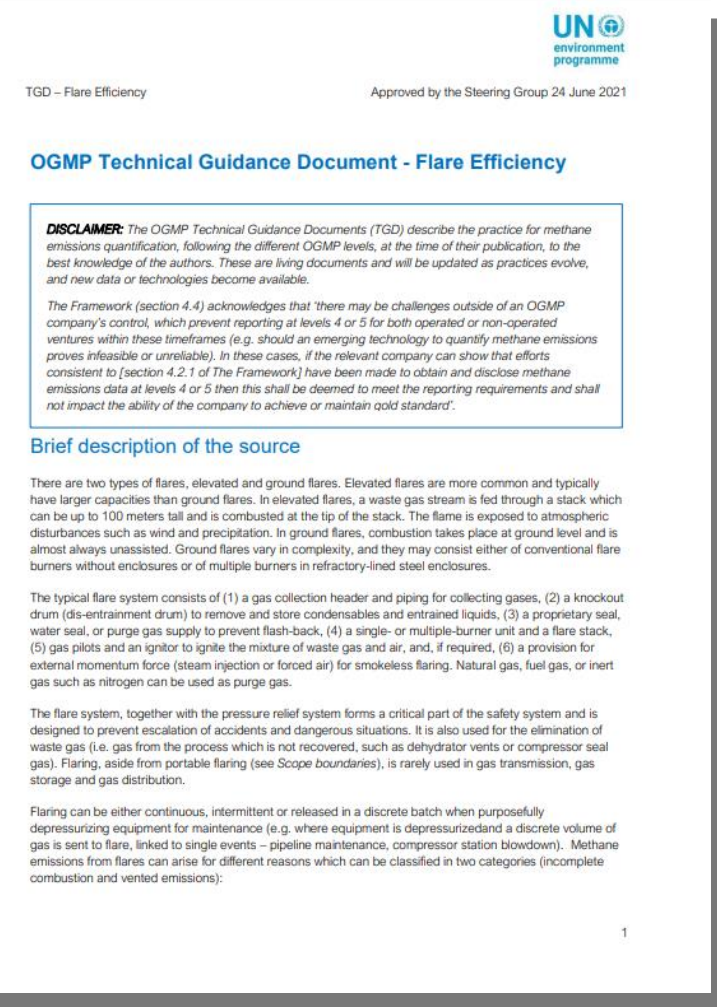 UN
environment
programme
TGD – Flare Efficiency
Approved by the Steering Group 24 June 2021
OGMP Technical Guidance Document - Flare Efficiency
DISCLAIMER: The OGMP Technical Guidance Documents (TGD) describe the practice for methane
emissions quantification, following the different OGMP levels, at the time of their publication, to the
best knowledge of the authors. These are living documents and will be updated as practices evolve,
and new data or technologies become available.
The Framework (section 4.4) acknowledges that 'there may be challenges outside of an OGMP
company's control, which prevent reporting at levels 4 or 5 for both operated or non-operated
ventures within these timeframes (e.g. should an emerging technology to quantify methane emissions
proves infeasible or unreliable). In these cases, if the relevant company can show that efforts
consistent to [section 4.2.1 of The Framework] have been made to obtain and disclose methane
emissions data at levels 4 or 5 then this shall be deemed to meet the reporting requirements and shall
not impact the ability of the company to achieve or maintain gold standard'.
Brief description of the source
There are two types of flares, elevated and ground flares. Elevated flares are more common and typically
have larger capacities than ground flares. In elevated flares, a waste gas stream is fed through a stack which
can be up to 100 meters tall and is combusted at the tip of the stack. The flame is exposed to atmospheric
disturbances such as wind and precipitation. In ground flares, combustion takes place at ground level and is
almost always unassisted. Ground flares vary in complexity, and they may consist either of conventional flare
burners without enclosures or of multiple burners in refractory-lined steel enclosures.
The typical flare system consists of (1) a gas collection header and piping for collecting gases, (2) a knockout
drum (dis-entrainment drum) to remove and store condensables and entrained liquids, (3) a proprietary seal,
water seal, or purge gas supply to prevent flash-back, (4) a single- or multiple-burner unit and a flare stack,
(5) gas pilots and an ignitor to ignite the mixture of waste gas and air, and, if required, (6) a provision for
external momentum force (steam injection or forced air) for smokeless flaring. Natural gas, fuel gas, or inert
gas such as nitrogen can be used as purge gas.
The flare system, together with the pressure relief system forms a critical part of the safety system and is
designed to prevent escalation of accidents and dangerous situations. It is also used for the elimination of
waste gas (i.e. gas from the process which is not recovered, such as dehydrator vents or compressor seal
gas). Flaring, aside from portable flaring (see Scope boundaries), is rarely used in gas transmission, gas
storage and gas distribution.
Flaring can be either continuous, intermittent or released in a discrete batch when purposefully
depressurizing equipment for maintenance (e.g. where equipment is depressurizedand a discrete volume of
gas is sent to flare, linked to single events – pipeline maintenance, compressor station blowdown). Methane
emissions from flares can arise for different reasons which can be classified in two categories (incomplete
combustion and vented emissions):
1